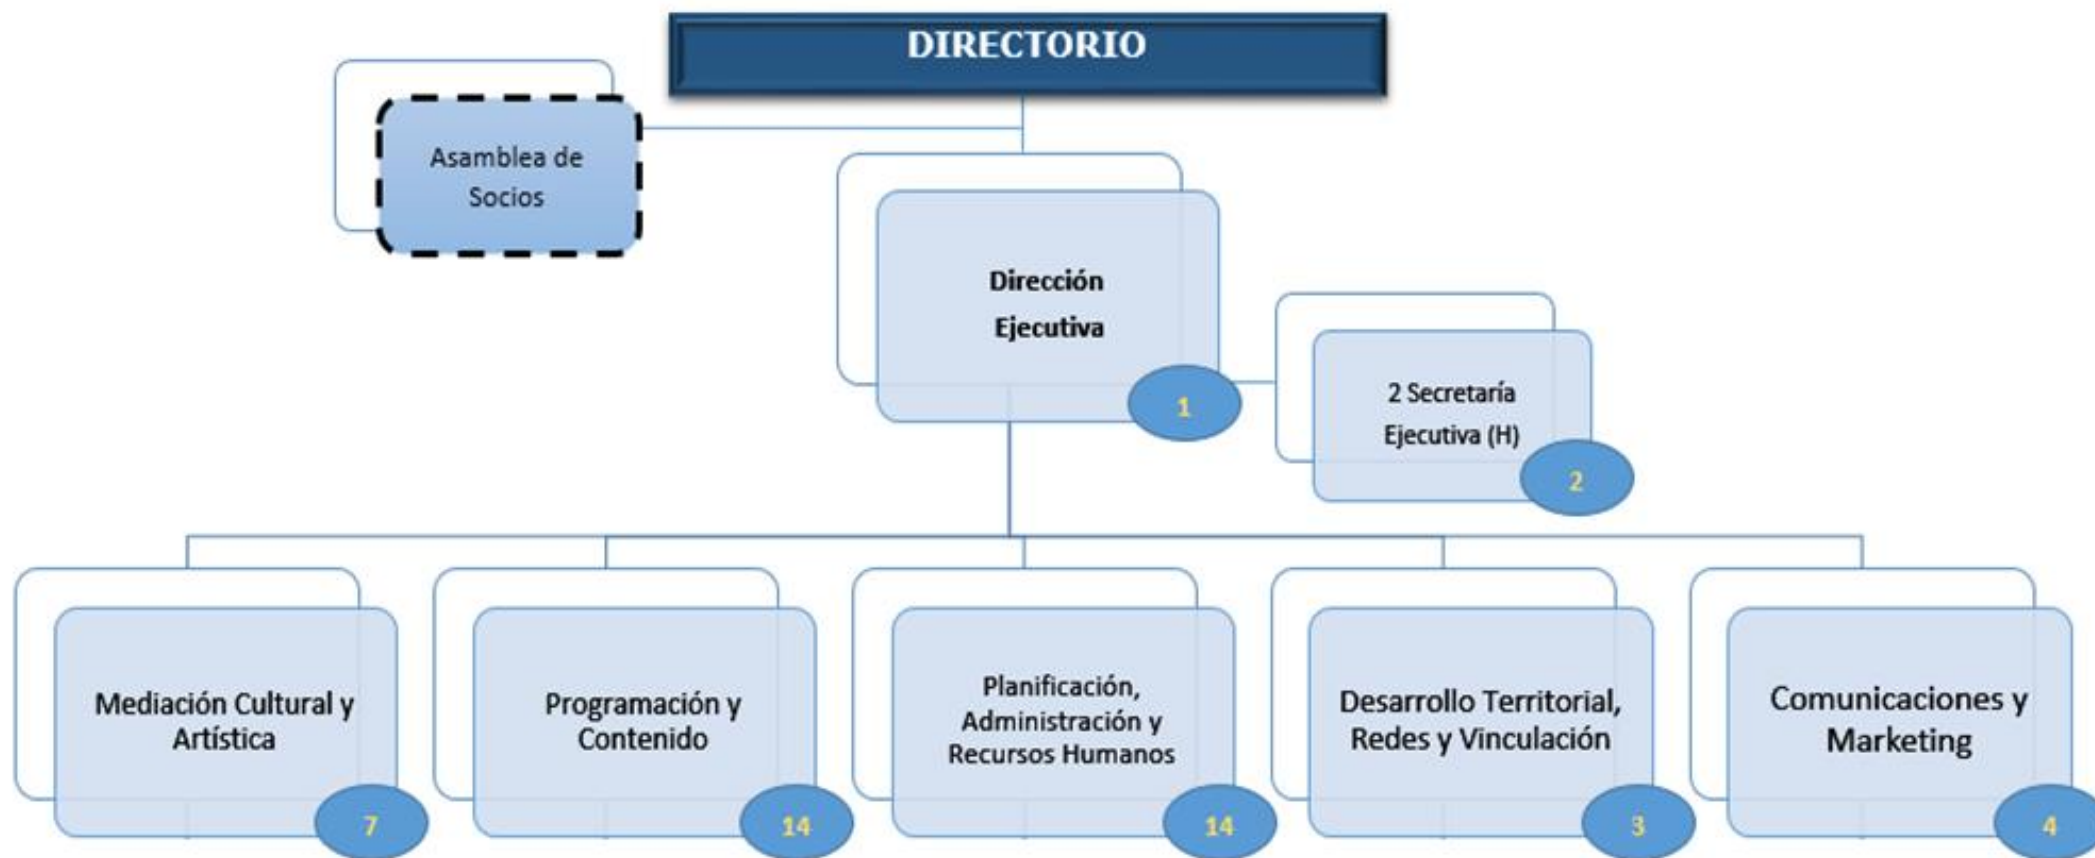 DIRECTORIO
Asamblea de
Socios
Dirección
Ejecutiva
1
2 Secretaría
Ejecutiva (H)
2
Mediación Cultural y
Artística
7
Programación y
Contenido
14
Planificación,
Administración y
Recursos Humanos
14
Desarrollo Territorial,
Redes y Vinculación
3
Comunicaciones y
Marketing
4